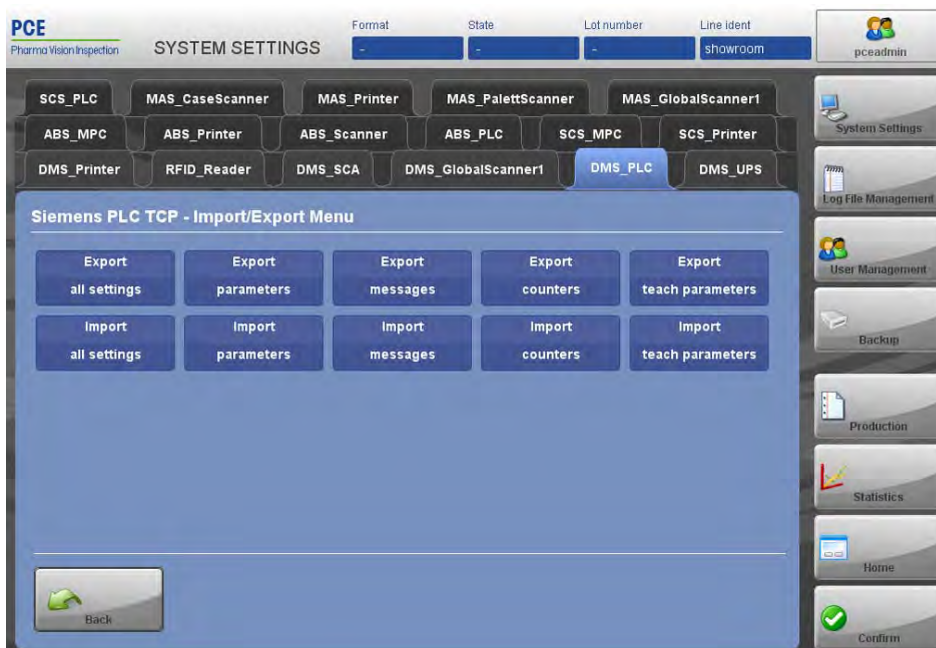 PCE
Pharma Vision Inspection
SYSTEM SETTINGS
Format
State
Lot number
Line ident
-
-
-
showroom
pceadmin
SCS_PLC
MAS_CaseScanner
MAS_Printer
MAS_PalettScanner
MAS_GlobalScanner1
ABS_MPC
ABS_Printer
ABS_Scanner
ABS_PLC
SCS_MPC
SCS_Printer
DMS_Printer
RFID_Reader
DMS_SCA
DMS_GlobalScanner1
DMS_PLC
DMS_UPS
Siemens PLC TCP - Import/Export Menu
Export
all settings
Export
parameters
Export
messages
Export
counters
Export
teach parameters
Import
all settings
Import
parameters
Import
messages
Import
counters
Import
teach parameters
Back
System Settings
Log File Management
User Management
Backup
Production
Statistics
Home
Confirm